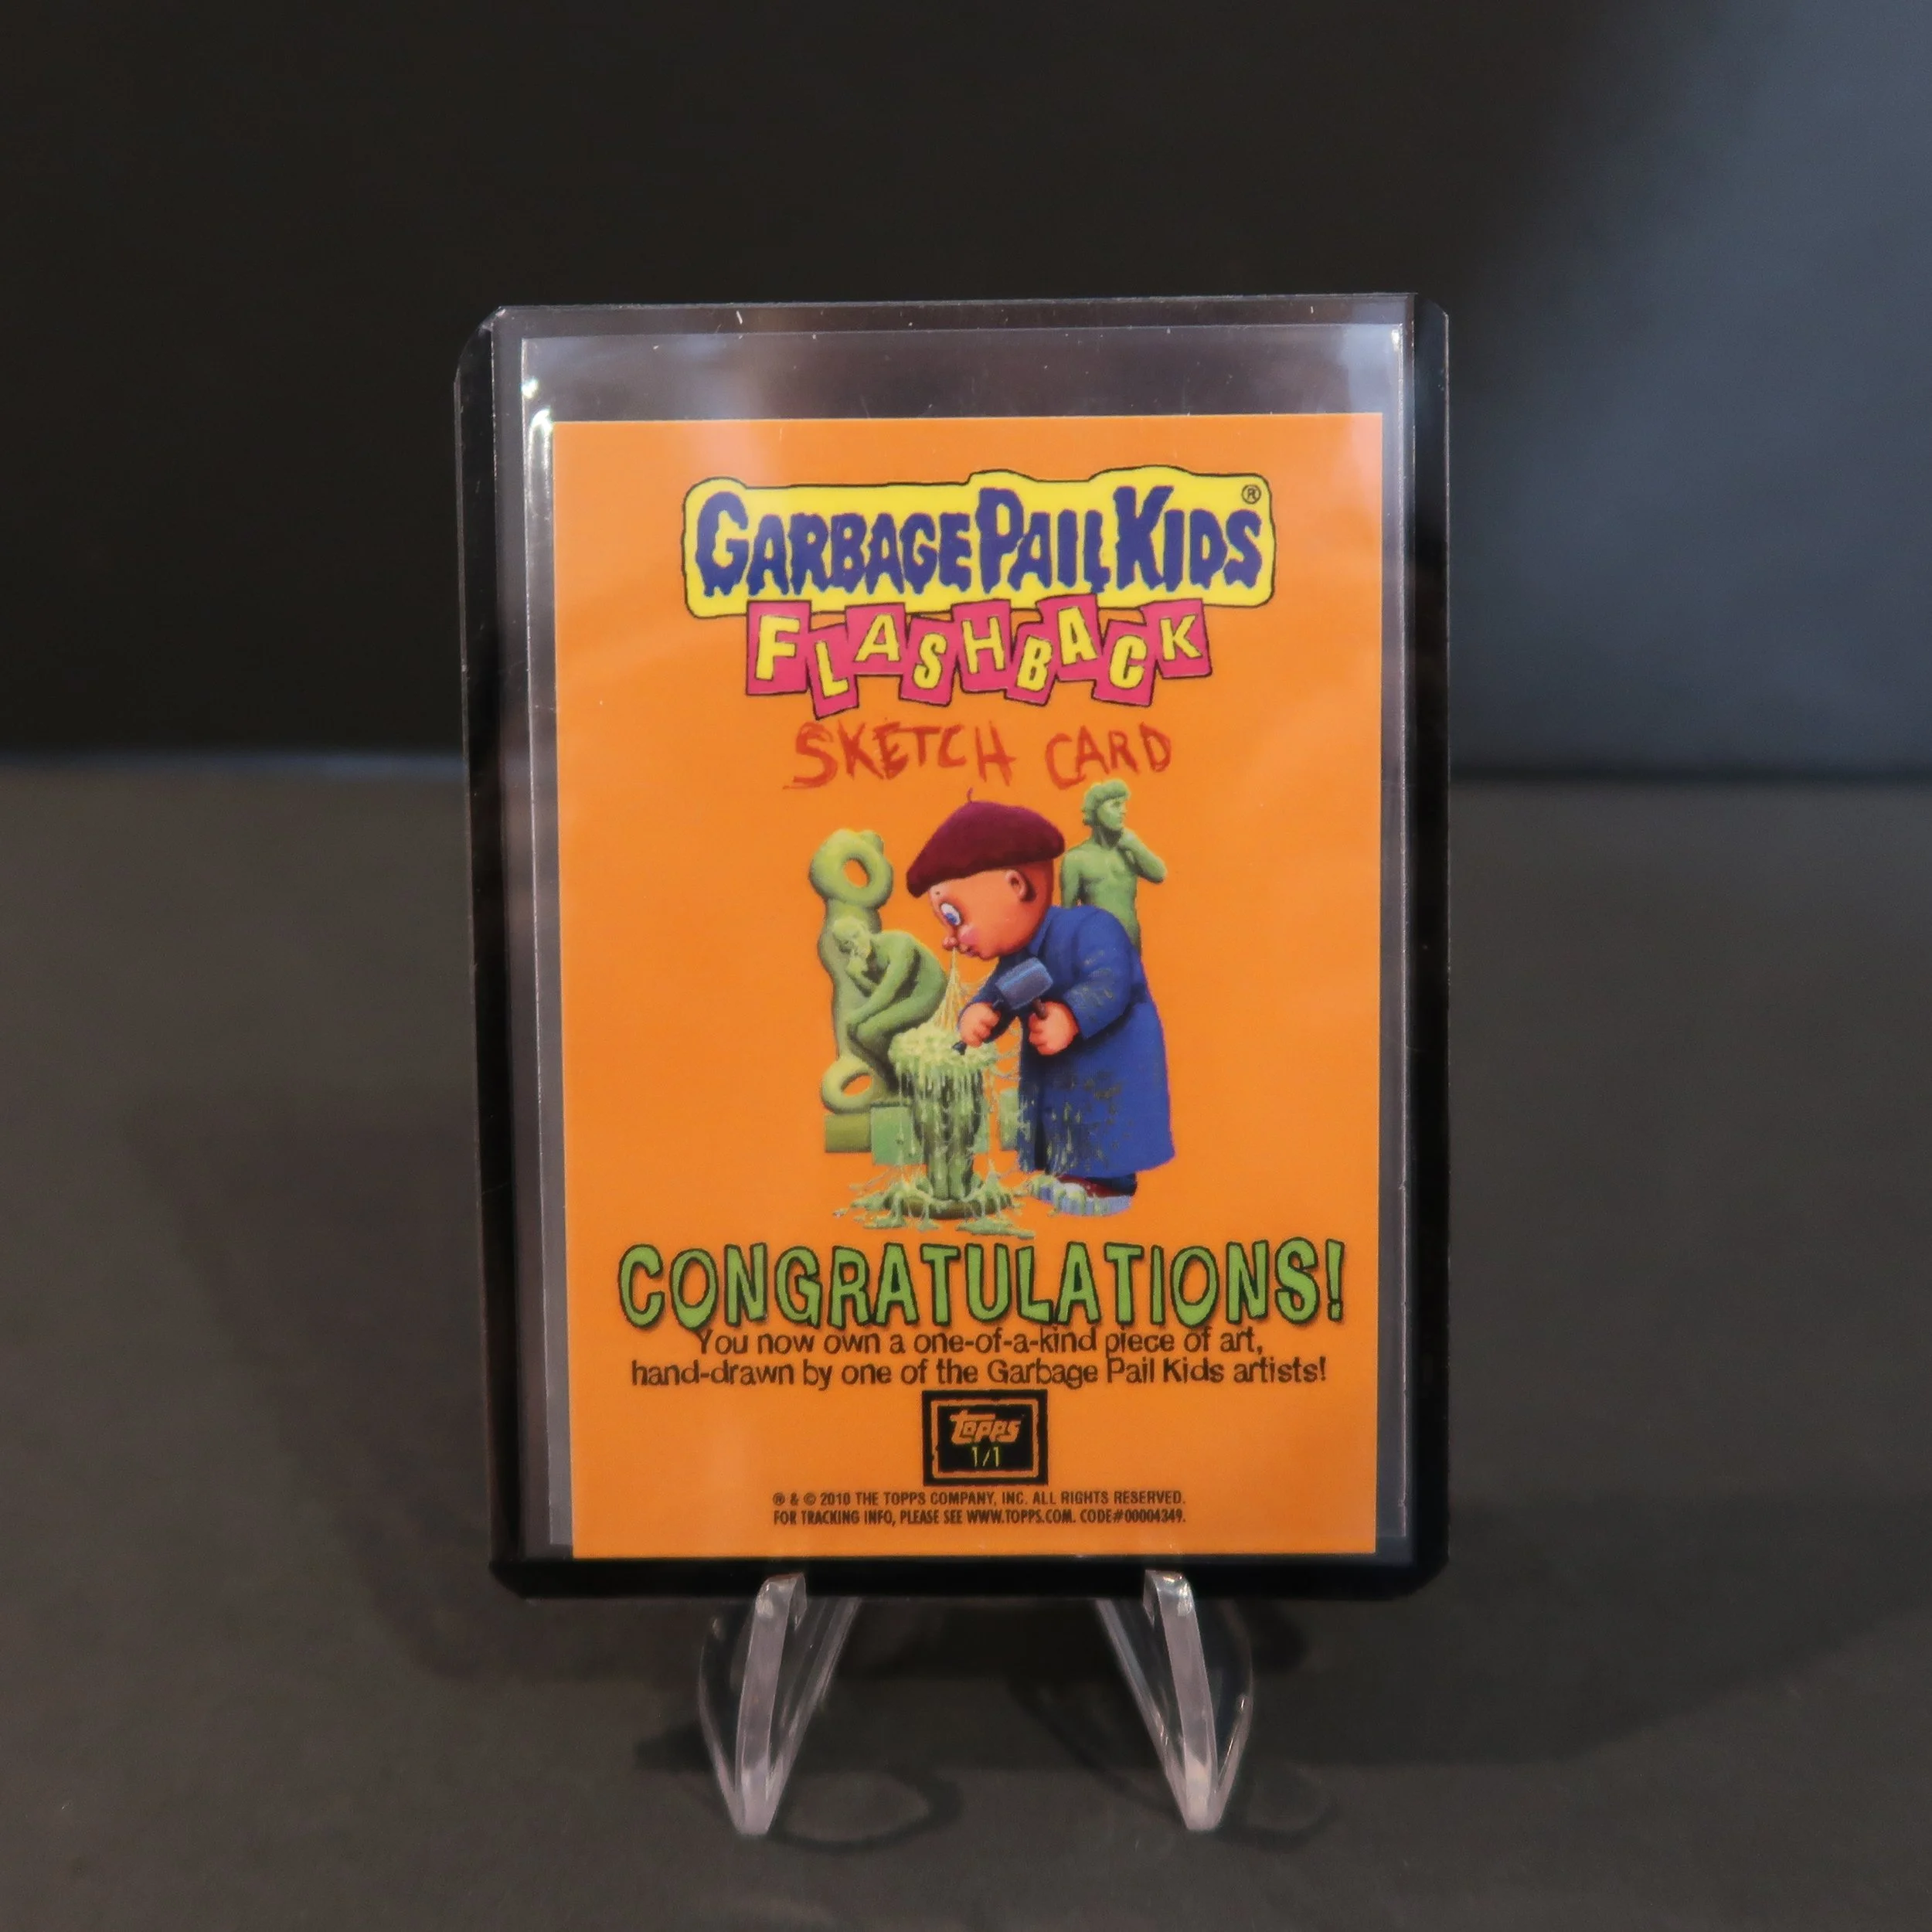 GARBAGE PAIL KIDS®
FLASHBACK
SKETCH CARD
CONGRATULATIONS!
You now own a one-of-a-kind piece of art,
hand-drawn by one of the Garbage Pail Kids artists!
topps
1/1
® & © 2010 THE TOPPS COMPANY, INC. ALL RIGHTS RESERVED.
FOR TRACKING INFO, PLEASE SEE WWW.TOPPS.COM. CODE#00004349.